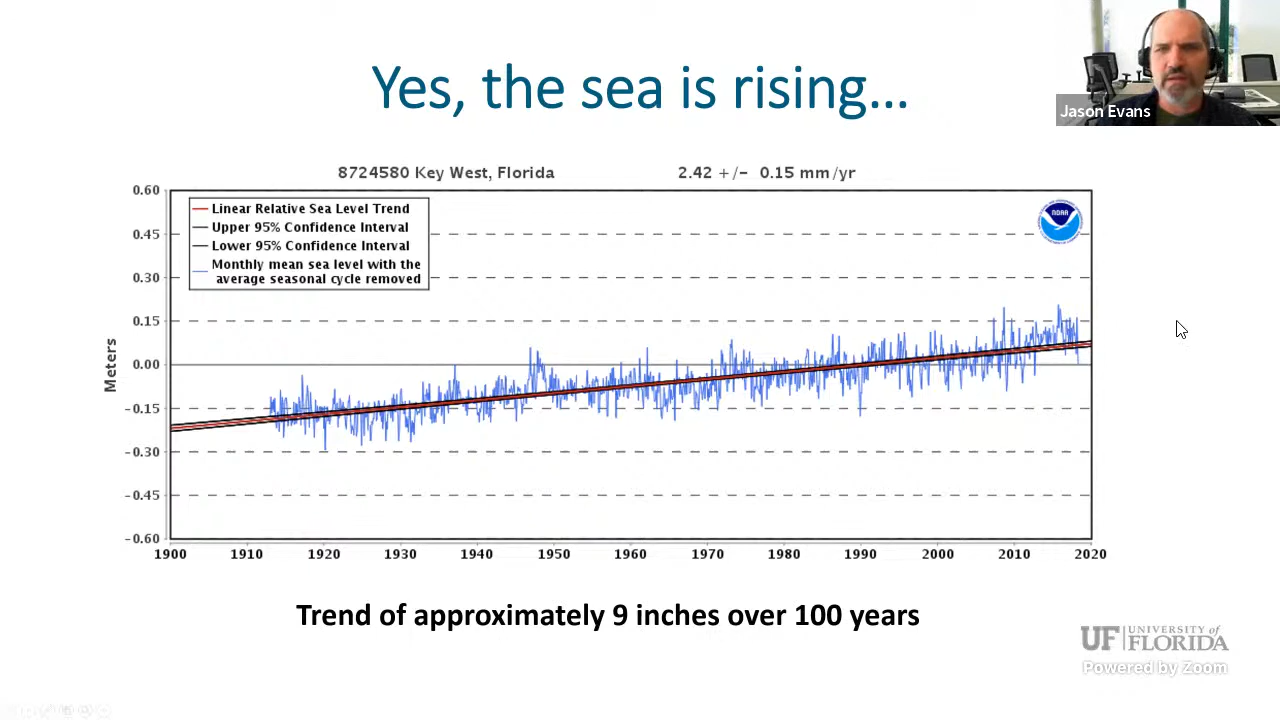 Yes, the sea is rising...
Jason Evans
8724580 Key West, Florida 2.42 +/- 0.15 mm/yr
Linear Relative Sea Level Trend
Upper 95% Confidence Interval
Lower 95% Confidence Interval
Monthly mean sea level with the
average seasonal cycle removed
NOAA
Meters
0.60
0.45
0.30
0.15
0.00
-0.15
-0.30
-0.45
-0.60
1900 1910 1920 1930 1940 1950 1960 1970 1980 1990 2000 2010 2020
Trend of approximately 9 inches over 100 years
UF | UNIVERSITY of
FLORIDA
Powered by Zoom